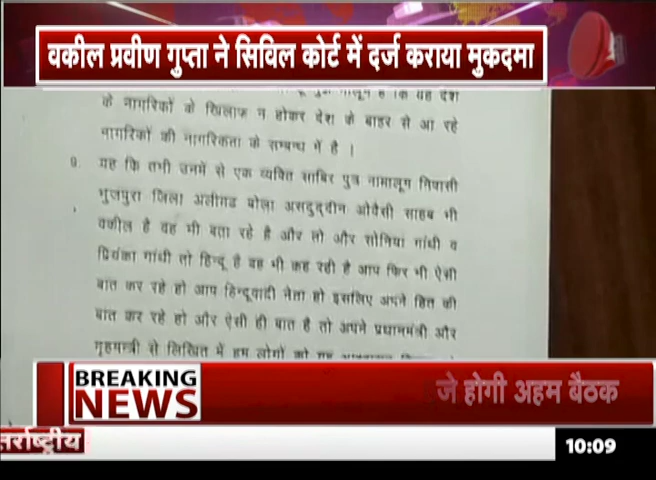 वकील प्रवीण गुप्ता ने सिविल कोर्ट में दर्ज कराया मुकदमा
है कि यह देश
के नागरिकों के खिलाफ न होकर देश के बाहर से आ रहे
नागरिकों की नागरिकता के सम्बन्ध में है ।
9. यह कि तभी उनमें से एक व्यक्ति साबिर पुत्र नामालूम निवासी
भुजपुरा जिला अलीगढ बोला असदुद्दीन ओवैसी साहब भी
वकील है वह भी बता रहे है और तो और सोनिया गांधी व
प्रियंका गांधी तो हिन्दू है वह भी कह रही है आप फिर भी ऐसी
बात कर रहे हो आप हिन्दूवादी नेता हो इसलिए अपने हित की
बात कर रहे हो और ऐसी ही बात है तो अपने प्रधानमंत्री और
गृहमन्त्री से लिखित में हम लोगों को यह
BREAKING
NEWS
जे होगी अहम बैठक
तर्राष्ट्रीय
10:09